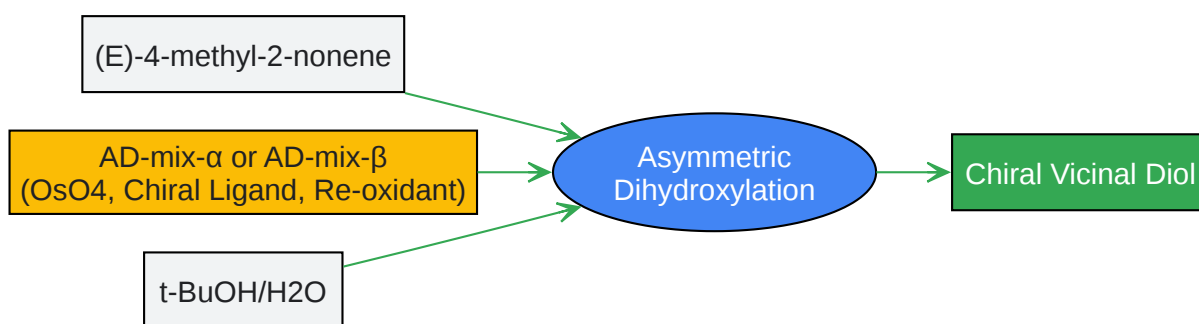 (E)-4-methyl-2-nonene
AD-mix-α or AD-mix-β
(OsO4, Chiral Ligand, Re-oxidant)
t-BuOH/H2O
Asymmetric
Dihydroxylation
Chiral Vicinal Diol